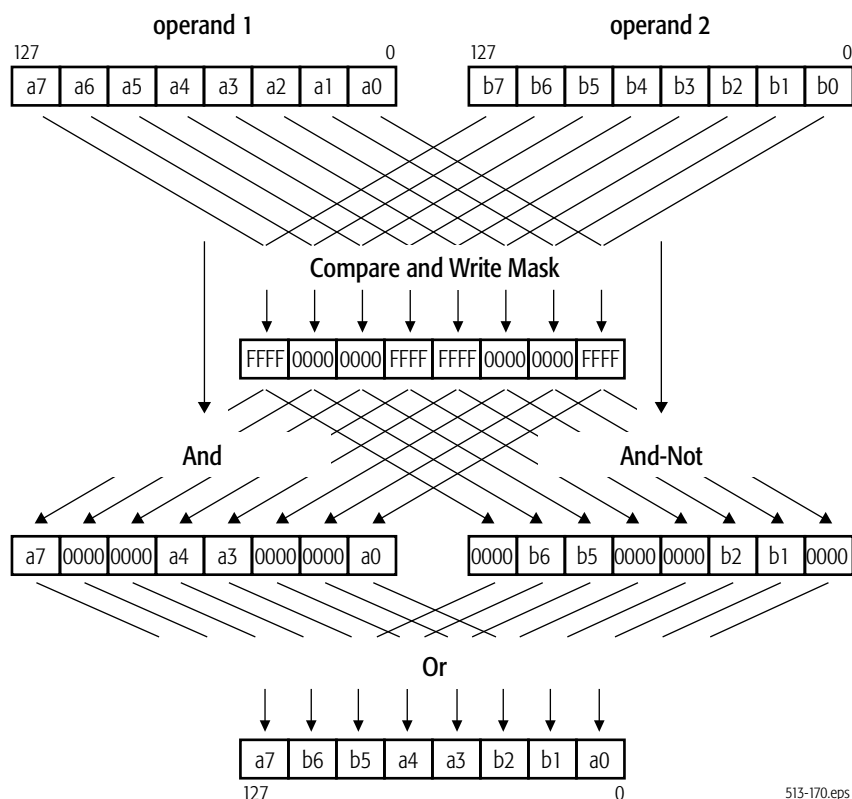 operand 1 operand 2
127 0 127 0
a7 a6 a5 a4 a3 a2 a1 a0 b7 b6 b5 b4 b3 b2 b1 b0
Compare and Write Mask
FFFF 0000 0000 FFFF FFFF 0000 0000 FFFF
And And-Not
a7 0000 0000 a4 a3 0000 0000 a0 0000 b6 b5 0000 0000 b2 b1 0000
Or
a7 b6 b5 a4 a3 b2 b1 a0
127 0
513-170.eps